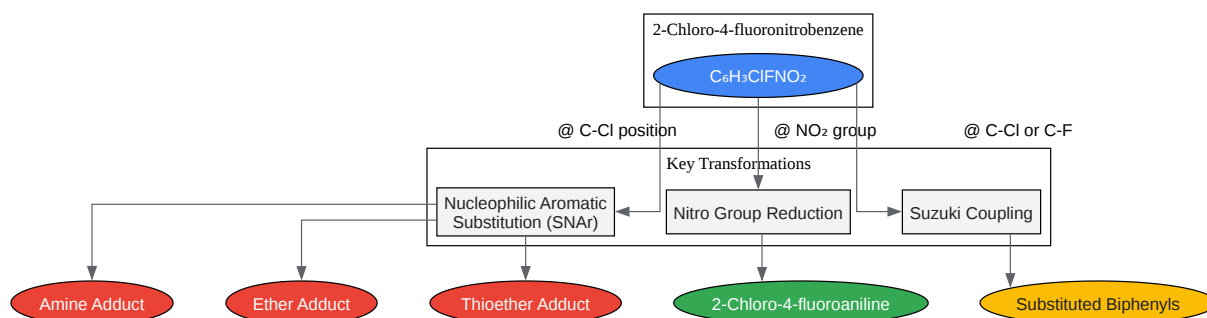 2-Chloro-4-fluoronitrobenzene
C₆H₃ClFNO₂
@ C-Cl position
@ NO₂ group
@ C-Cl or C-F
Key Transformations
Nucleophilic Aromatic
Substitution (SNAr)
Nitro Group Reduction
Suzuki Coupling
Amine Adduct
Ether Adduct
Thioether Adduct
2-Chloro-4-fluoroaniline
Substituted Biphenyls